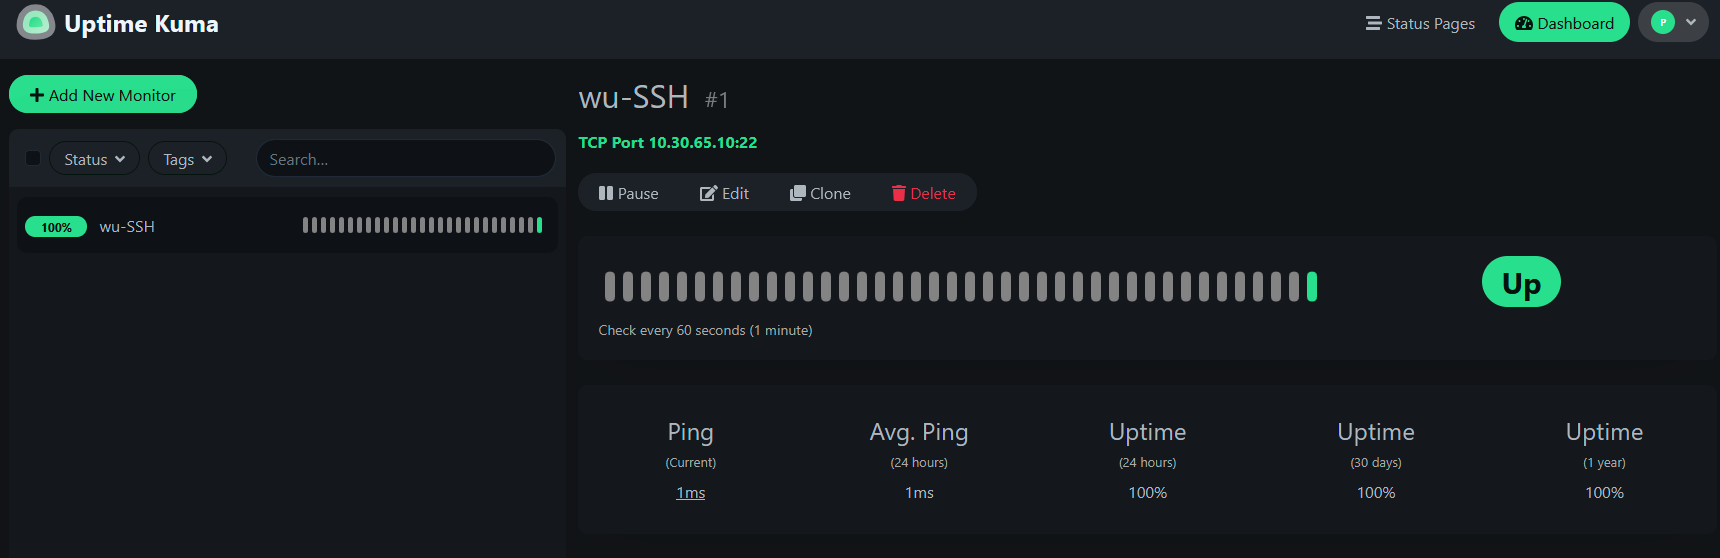 Uptime Kuma
Status Pages
Dashboard
P
Add New Monitor
Status
Tags
Search...
100%
wu-SSH
wu-SSH #1
TCP Port 10.30.65.10:22
Pause
Edit
Clone
Delete
Up
Check every 60 seconds (1 minute)
Ping
(Current)
1ms
Avg. Ping
(24 hours)
1ms
Uptime
(24 hours)
100%
Uptime
(30 days)
100%
Uptime
(1 year)
100%